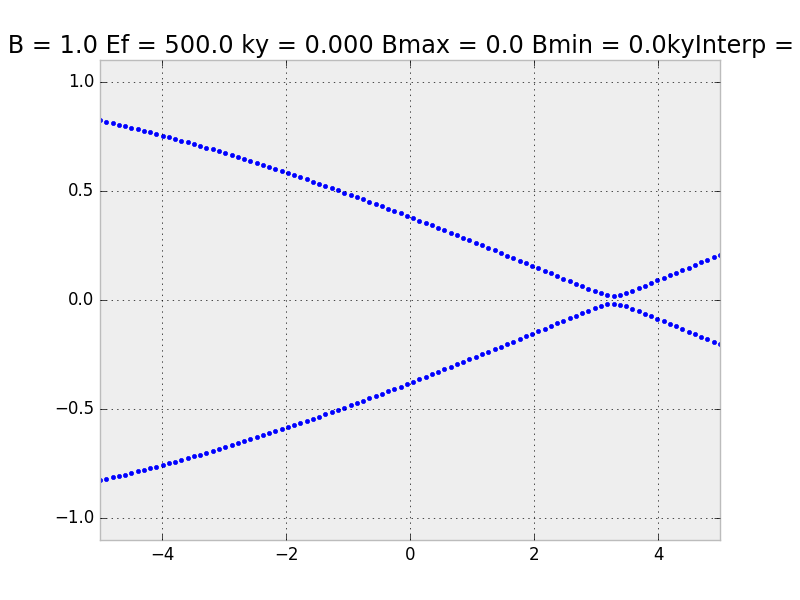 B = 1.0 Ef = 500.0 ky = 0.000 Bmax = 0.0 Bmin = 0.0kyInterp =
1.0
0.5
0.0
−0.5
−1.0
−4 −2 0 2 4